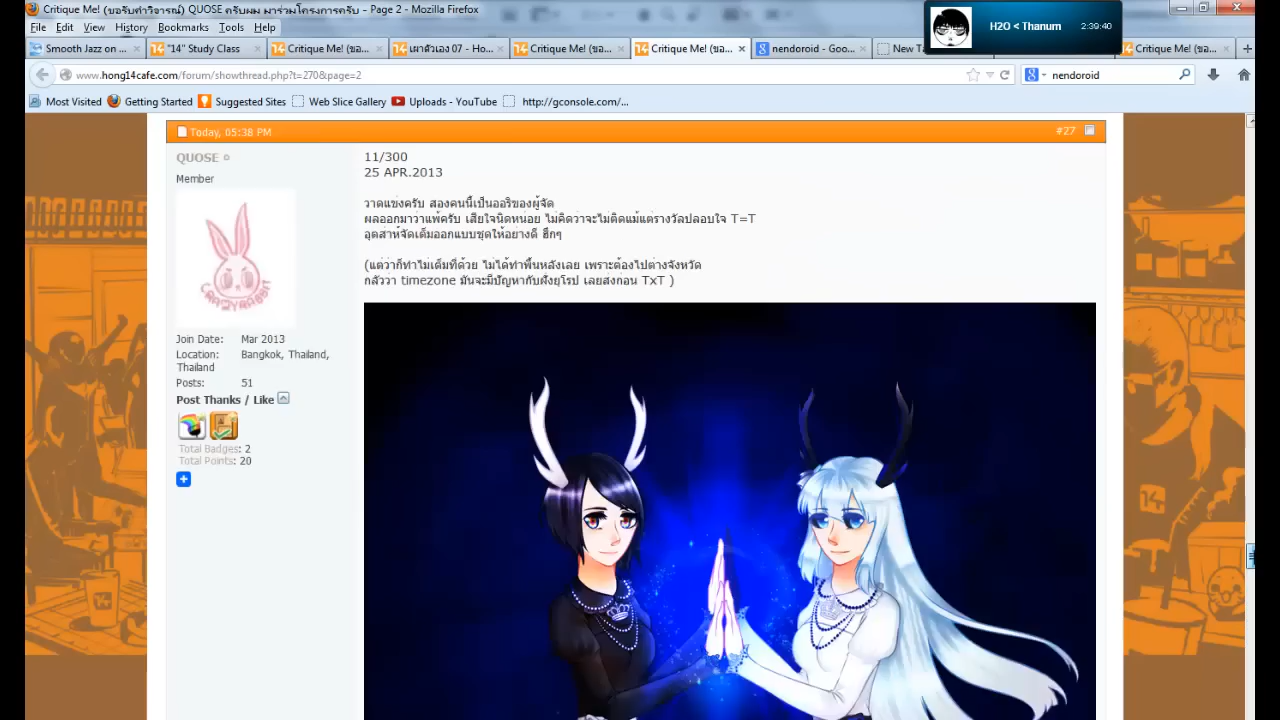 Critique Me! (ขอรับคำวิจารณ์) QUOSE ครับผม มาร่วมโครงการครับ - Page 2 - Mozilla Firefox
File Edit View History Bookmarks Tools Help
H2O < Thanum
2:39:40
Smooth Jazz on ...
"14" Study Class
Critique Me! (ขอ...
เผาตัวเอง 07 - Ho...
Critique Me! (ขอ...
Critique Me! (ขอ...
nendoroid - Goo...
New Ta
Critique Me! (ขอ...
www.hong14cafe.com/forum/showthread.php?t=270&page=2
nendoroid
Most Visited Getting Started Suggested Sites Web Slice Gallery Uploads - YouTube http://gconsole.com/...
Today, 05:38 PM
#27
QUOSE
Member
CRAZYRABBIT
Join Date: Mar 2013
Location: Bangkok, Thailand,
Thailand
Posts: 51
Post Thanks / Like
Total Badges: 2
Total Points: 20
11/300
25 APR.2013
วาดแข่งครับ สองคนนี้เป็นออริของผู้จัด
ผลออกมาว่าแพ้ครับ เสียใจนิดหน่อย ไม่คิดว่าจะไม่ติดแม้แต่รางวัลปลอบใจ T=T
อุตส่าห์จัดเต็มออกแบบชุดให้อย่างดี ฮึกๆ
(แต่ว่าก็ทำไม่เต็มที่ด้วย ไม่ได้ทำพื้นหลังเลย เพราะต้องไปต่างจังหวัด
กลัวว่า timezone มันจะมีปัญหากับฝั่งยุโรป เลยส่งก่อน TxT )